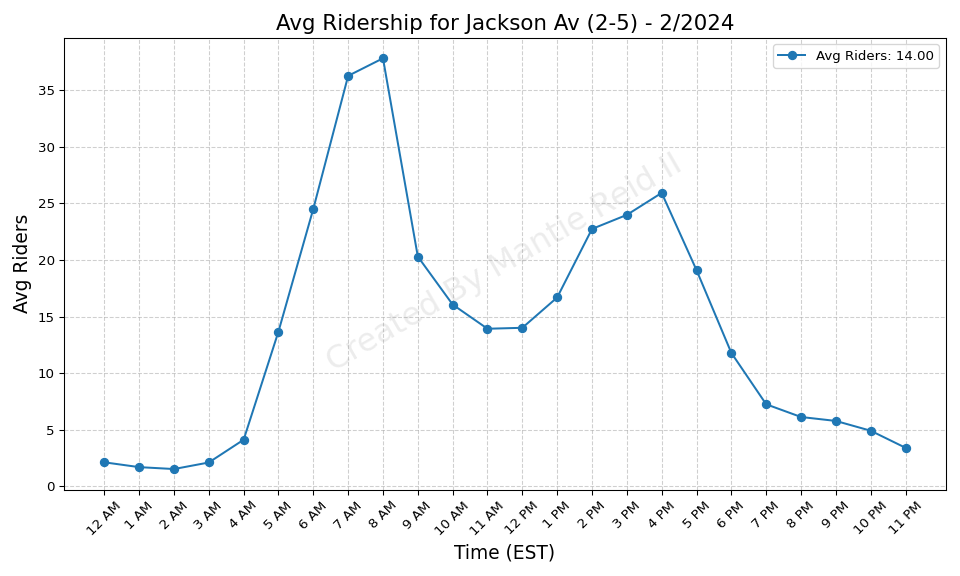 Avg Ridership for Jackson Av (2-5) - 2/2024
Avg Riders: 14.00
Avg Riders
35
30
25
20
15
10
5
0
Created By Mantle Reid II
12 AM
1 AM
2 AM
3 AM
4 AM
5 AM
6 AM
7 AM
8 AM
9 AM
10 AM
11 AM
12 PM
1 PM
2 PM
3 PM
4 PM
5 PM
6 PM
7 PM
8 PM
9 PM
10 PM
11 PM
Time (EST)